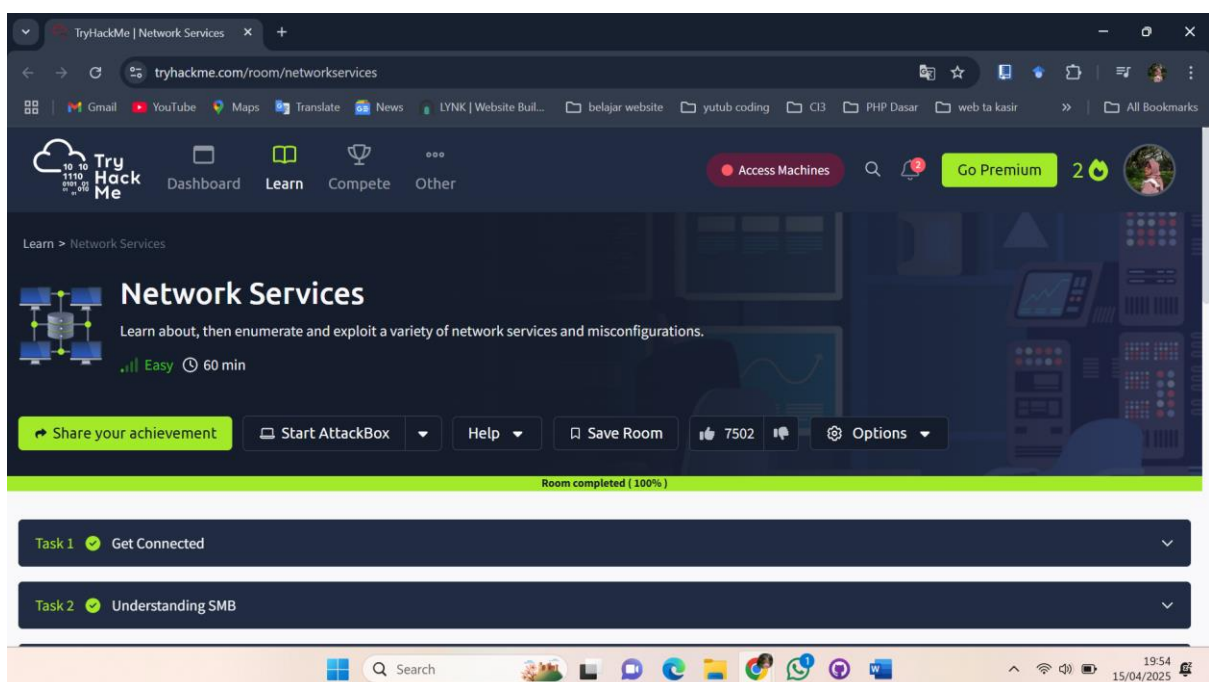 TryHackMe | Network Services
tryhackme.com/room/networkservices
Gmail YouTube Maps Translate News LYNK | Website Buil... belajar website yutub coding CI3 PHP Dasar web ta kasir » All Bookmarks
Try Hack Me
Dashboard Learn Compete Other
Access Machines 2 Go Premium 2
Learn > Network Services
Network Services
Learn about, then enumerate and exploit a variety of network services and misconfigurations.
Easy 60 min
Share your achievement Start AttackBox Help Save Room 7502 Options
Room completed ( 100% )
Task 1 Get Connected
Task 2 Understanding SMB
Search 1 19:54
15/04/2025